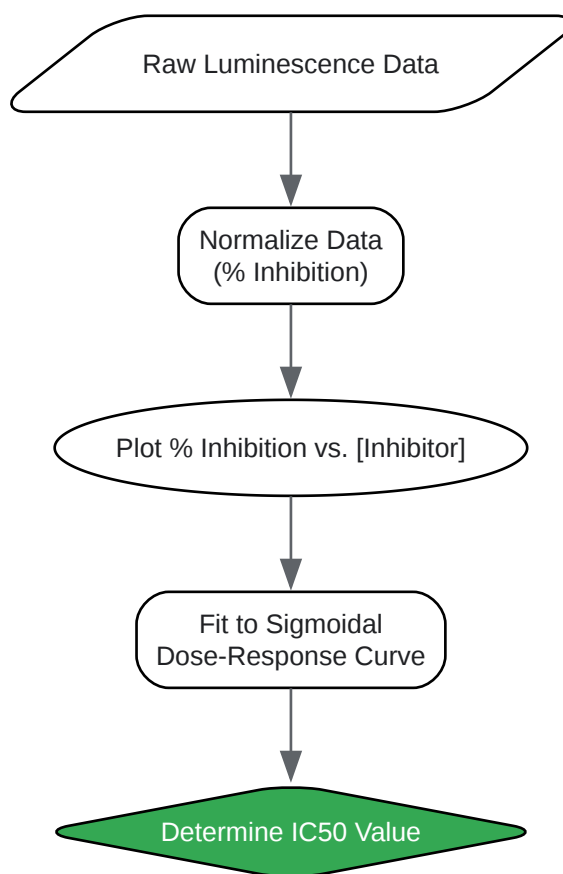 Raw Luminescence Data
Normalize Data
(% Inhibition)
Plot % Inhibition vs. [Inhibitor]
Fit to Sigmoidal
Dose-Response Curve
Determine IC50 Value